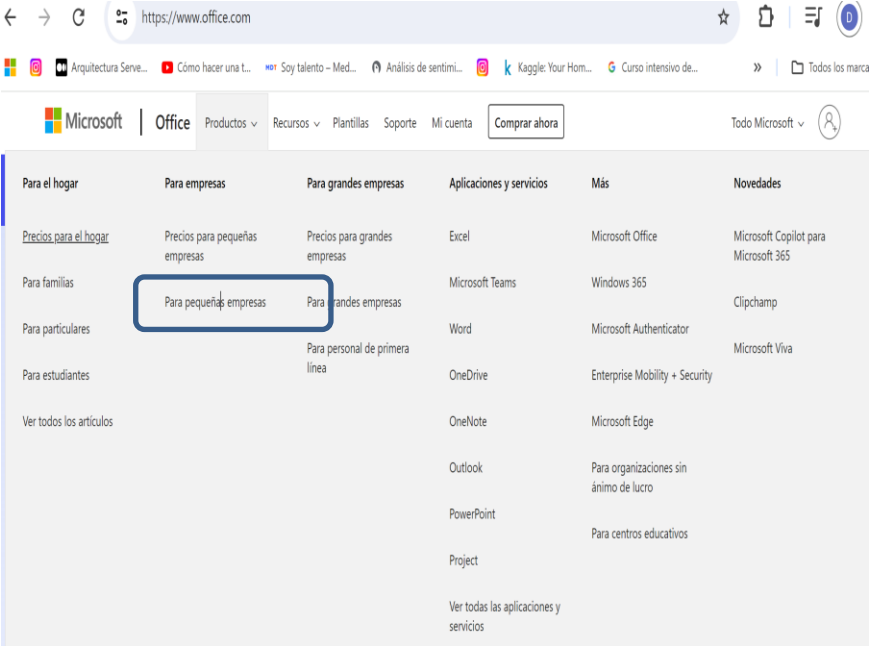 https://www.office.com
Arquitectura Serve... Cómo hacer una t... HOT Soy talento – Med... Análisis de sentimi... Kaggle: Your Hom... Curso intensivo de... » Todos los marca
Microsoft | Office Productos Recursos Plantillas Soporte Mi cuenta Comprar ahora Todo Microsoft
Para el hogar
Precios para el hogar
Para familias
Para particulares
Para estudiantes
Ver todos los artículos
Para empresas
Precios para pequeñas
empresas
Para pequeñas empresas
Para grandes empresas
Precios para grandes
empresas
Para grandes empresas
Para personal de primera
línea
Aplicaciones y servicios
Excel
Microsoft Teams
Word
OneDrive
OneNote
Outlook
PowerPoint
Project
Ver todas las aplicaciones y
servicios
Más
Microsoft Office
Windows 365
Microsoft Authenticator
Enterprise Mobility + Security
Microsoft Edge
Para organizaciones sin
ánimo de lucro
Para centros educativos
Novedades
Microsoft Copilot para
Microsoft 365
Clipchamp
Microsoft Viva
D